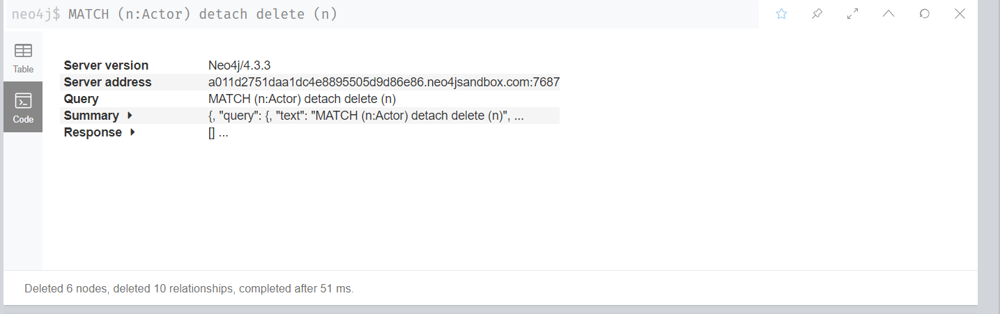 neo4j$ MATCH (n:Actor) detach delete (n)
Table
Code
Server version Neo4j/4.3.3
Server address a011d2751daa1dc4e8895505d9d86e86.neo4jsandbox.com:7687
Query MATCH (n:Actor) detach delete (n)
Summary {, "query": {, "text": "MATCH (n:Actor) detach delete (n)", ...
Response [] ...
Deleted 6 nodes, deleted 10 relationships, completed after 51 ms.